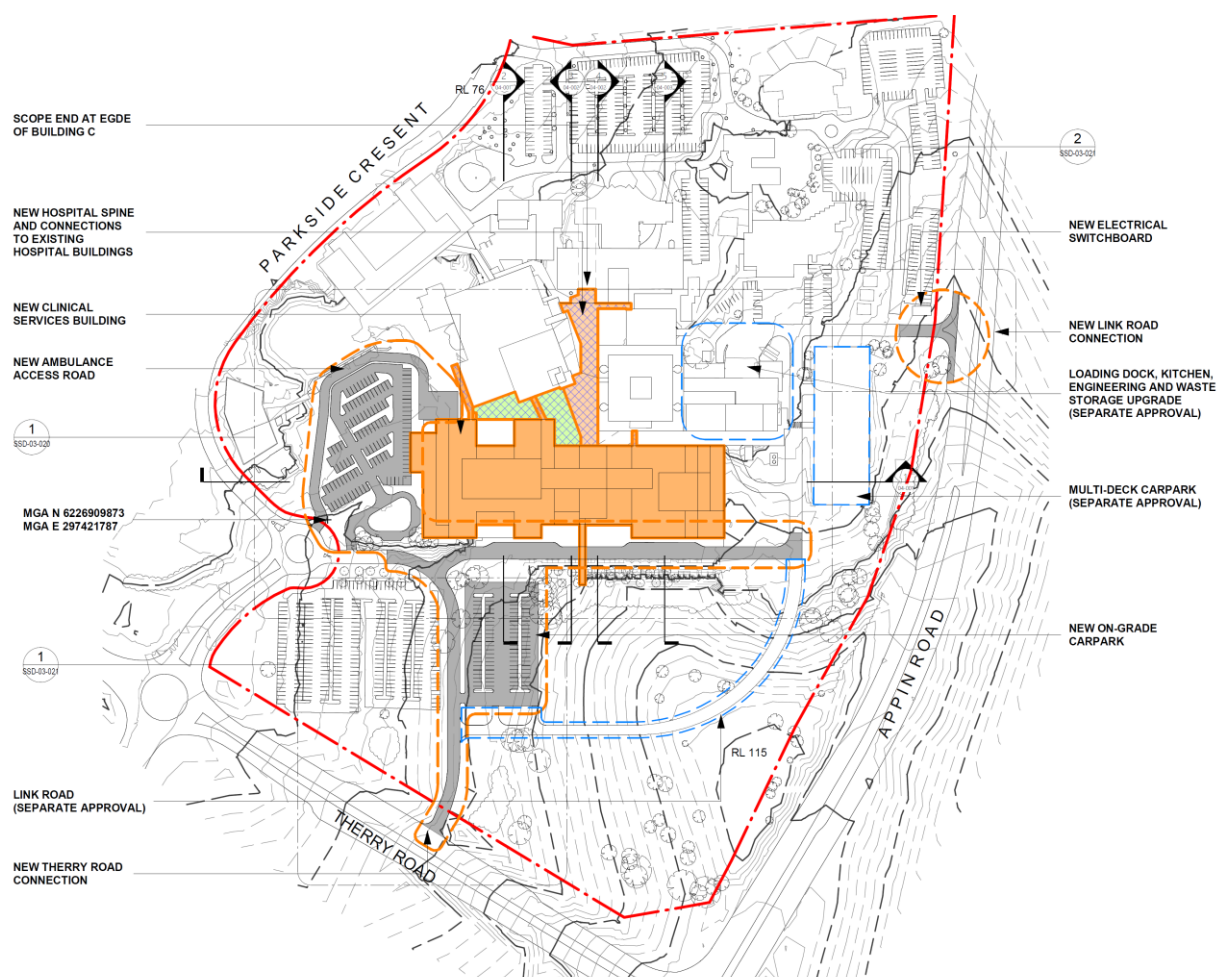 RL 76
SCOPE END AT EGDE
OF BUILDING C
PARKSIDE CRESENT
2
SSD-03-021
NEW HOSPITAL SPINE
AND CONNECTIONS
TO EXISTING
HOSPITAL BUILDINGS
NEW ELECTRICAL
SWITCHBOARD
NEW CLINICAL
SERVICES BUILDING
NEW LINK ROAD
CONNECTION
NEW AMBULANCE
ACCESS ROAD
LOADING DOCK, KITCHEN,
ENGINEERING AND WASTE
STORAGE UPGRADE
(SEPARATE APPROVAL)
1
SSD-03-020
MULTI-DECK CARPARK
(SEPARATE APPROVAL)
MGA N 6226909873
MGA E 297421787
NEW ON-GRADE
CARPARK
1
SSD-03-021
APPIN ROAD
RL 115
LINK ROAD
(SEPARATE APPROVAL)
THERRY ROAD
NEW THERRY ROAD
CONNECTION